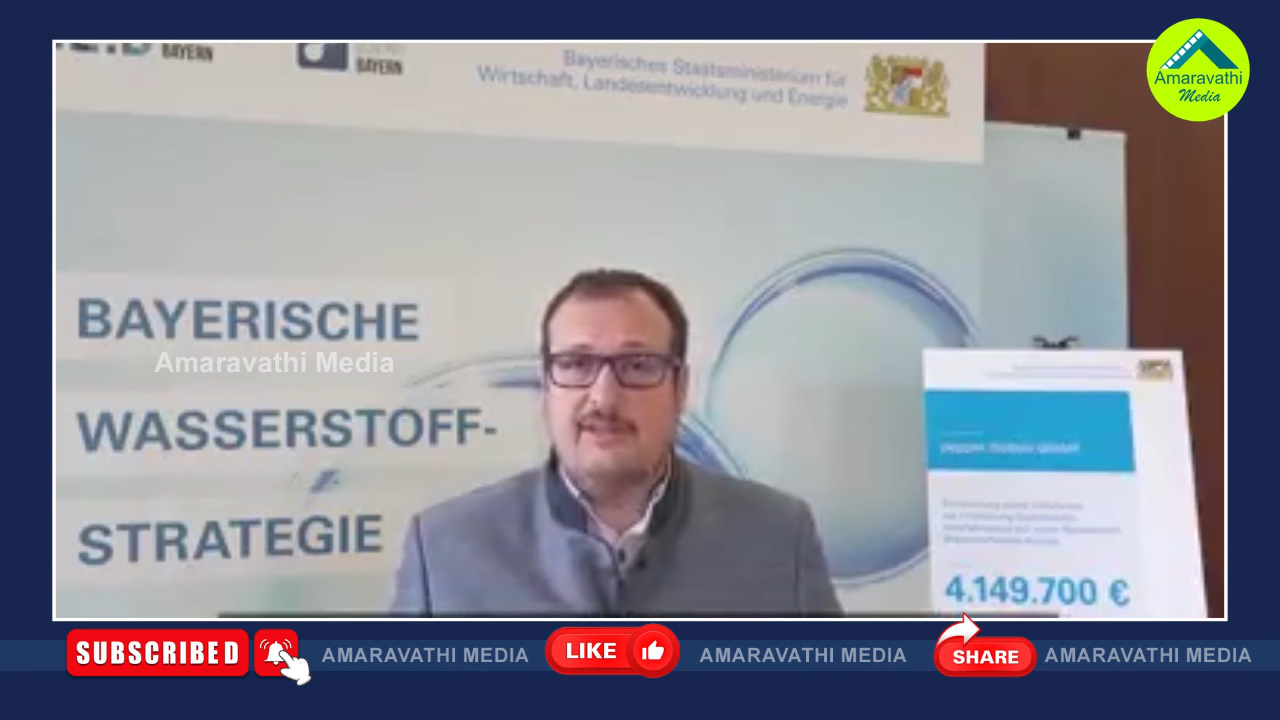 BAYERN
BAYERN
Bayerisches Staatsministerium für
Wirtschaft, Landesentwicklung und Energie
Amaravathi
Media
BAYERISCHE
Amaravathi Media
WASSERSTOFF-
STRATEGIE
4.149.700 €
SUBSCRIBED
AMARAVATHI MEDIA
LIKE
AMARAVATHI MEDIA
SHARE
AMARAVATHI MEDIA